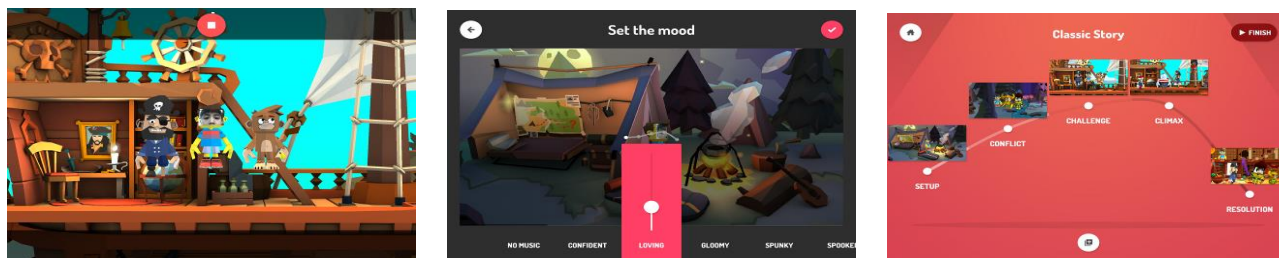 Set the mood
NO MUSIC
CONFIDENT
LOVING
GLOOMY
SPUNKY
SPOOKE
Classic Story
FINISH
CHALLENGE
CLIMAX
CONFLICT
SETUP
RESOLUTION